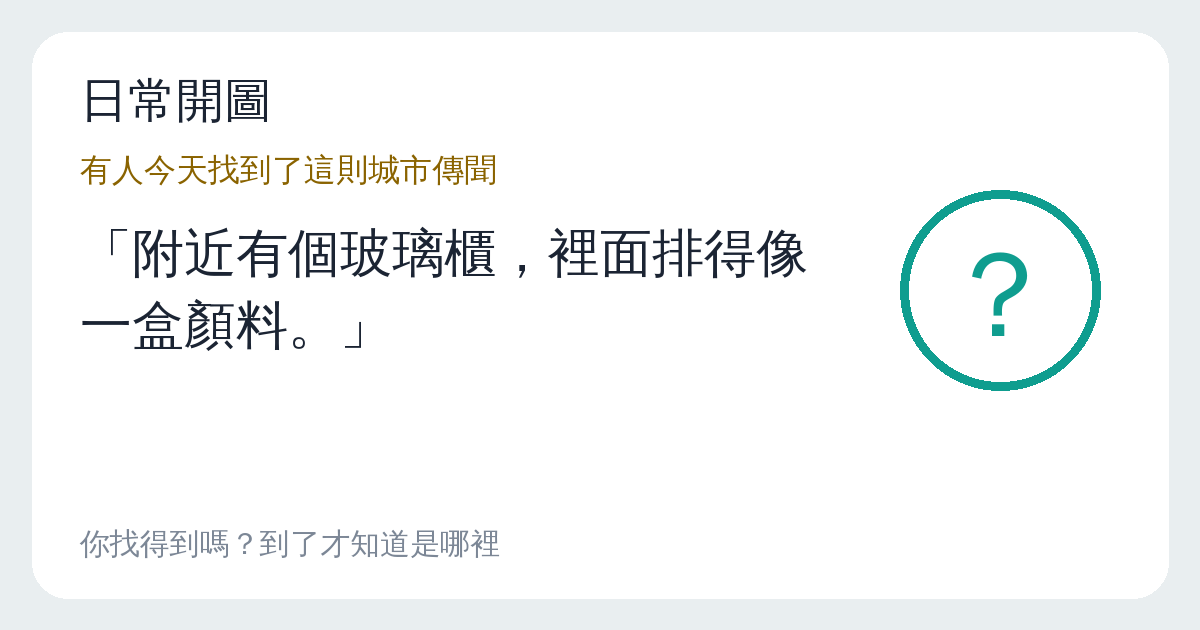 日常開圖
有人今天找到了這則城市傳聞
「附近有個玻璃櫃，裡面排得像
一盒顏料。」
?
你找得到嗎？到了才知道是哪裡